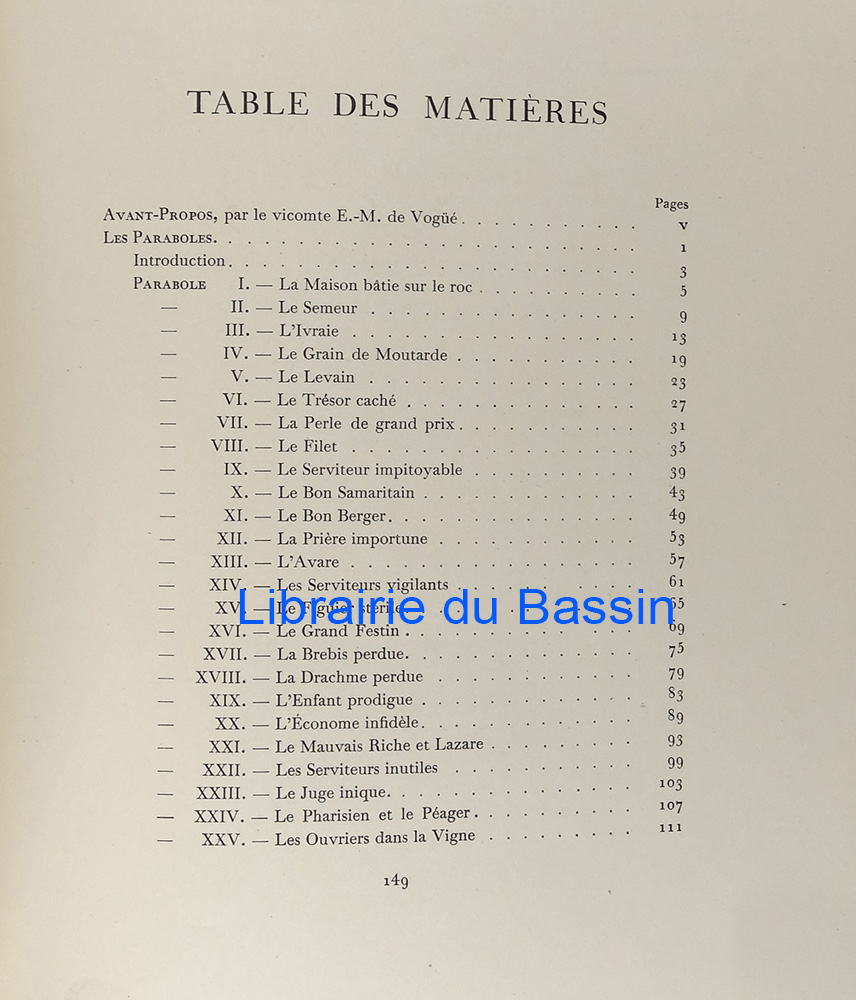 TABLE DES MATIÈRES
Pages
AVANT-PROPOS, par le vicomte E.-M. de Vogüé . . . . . . . . . . . v
LES PARABOLES. . . . . . . . . . . . . . . . . . . . . 1
Introduction. . . . . . . . . . . . . . . . . . . . . 3
PARABOLE I. — La Maison bâtie sur le roc . . . . . . . . . . 5
— II. — Le Semeur . . . . . . . . . . . . . . . 9
— III. — L'Ivraie . . . . . . . . . . . . . . . 13
— IV. — Le Grain de Moutarde . . . . . . . . . . . 19
— V. — Le Levain . . . . . . . . . . . . . . . 23
— VI. — Le Trésor caché . . . . . . . . . . . . . 27
— VII. — La Perle de grand prix . . . . . . . . . . . 31
— VIII. — Le Filet . . . . . . . . . . . . . . . 35
— IX. — Le Serviteur impitoyable . . . . . . . . . . 39
— X. — Le Bon Samaritain . . . . . . . . . . . . 43
— XI. — Le Bon Berger. . . . . . . . . . . . . . 49
— XII. — La Prière importune . . . . . . . . . . . 53
— XIII. — L'Avare . . . . . . . . . . . . . . . 57
— XIV. — Les Serviteurs vigilants . . . . . . . . . . 61
— XV. — Le Figuier stérile. . . . . . . . . . . . 65
Librairie du Bassin
— XVI. — Le Grand Festin . . . . . . . . . . . . . 69
— XVII. — La Brebis perdue. . . . . . . . . . . . . 75
— XVIII. — La Drachme perdue . . . . . . . . . . . 79
— XIX. — L'Enfant prodigue . . . . . . . . . . . . 83
— XX. — L'Économe infidèle. . . . . . . . . . . . 89
— XXI. — Le Mauvais Riche et Lazare . . . . . . . . . 93
— XXII. — Les Serviteurs inutiles . . . . . . . . . . 99
— XXIII. — Le Juge inique. . . . . . . . . . . . . 103
— XXIV. — Le Pharisien et le Péager . . . . . . . . . . 107
— XXV. — Les Ouvriers dans la Vigne . . . . . . . . . 111
149